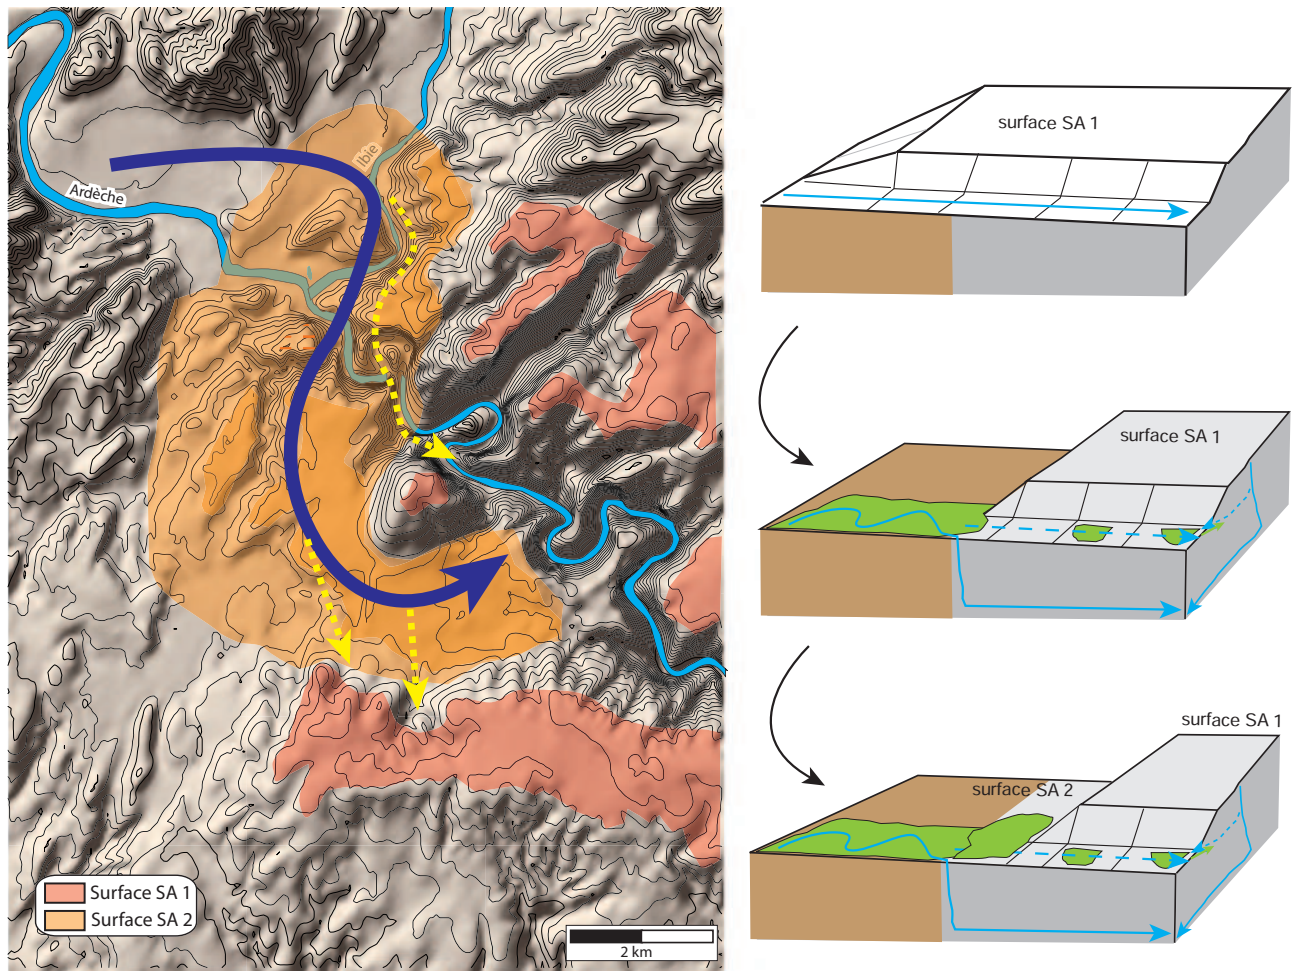 Ibie
Ardèche
Surface SA 1
Surface SA 2
2 km
surface SA 1
surface SA 1
surface SA 1
surface SA 2